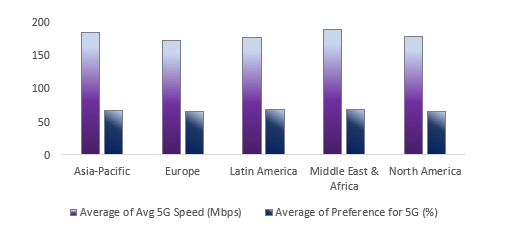 200
150
100
50
0
Asia-Pacific
Europe
Latin America
Middle East &
Africa
North America
Average of Avg 5G Speed (Mbps)
Average of Preference for 5G (%)